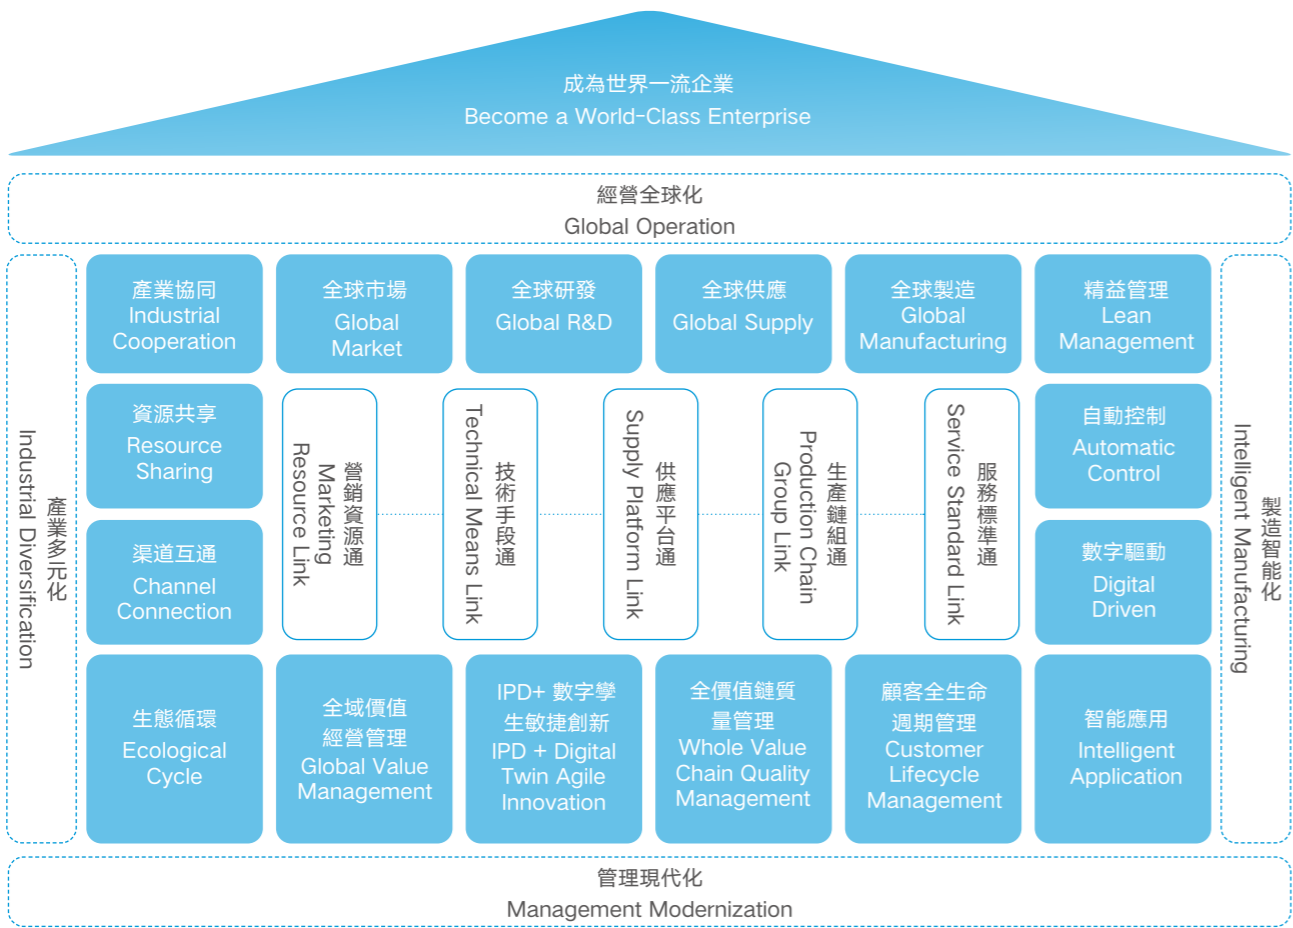 成為世界一流企業
Become a World-Class Enterprise
經營全球化
Global Operation
產業多元化
Industrial Diversification
產業協同
Industrial
Cooperation
全球市場
Global
Market
全球研發
Global R&D
全球供應
Global Supply
全球製造
Global
Manufacturing
精益管理
Lean
Management
資源共享
Resource
Sharing
渠道互通
Channel
Connection
營銷資源通
Marketing
Resource Link
技術手段通
Technical Means Link
供應平台通
Supply Platform Link
生產鏈組通
Production Chain
Group Link
服務標準通
Service Standard Link
自動控制
Automatic
Control
數字驅動
Digital
Driven
生態循環
Ecological
Cycle
全域價值
經營管理
Global Value
Management
IPD+ 數字孿
生敏捷創新
IPD + Digital
Twin Agile
Innovation
全價值鏈質
量管理
Whole Value
Chain Quality
Management
顧客全生命
週期管理
Customer
Lifecycle
Management
智能應用
Intelligent
Application
製造智能化
Intelligent Manufacturing
管理現代化
Management Modernization